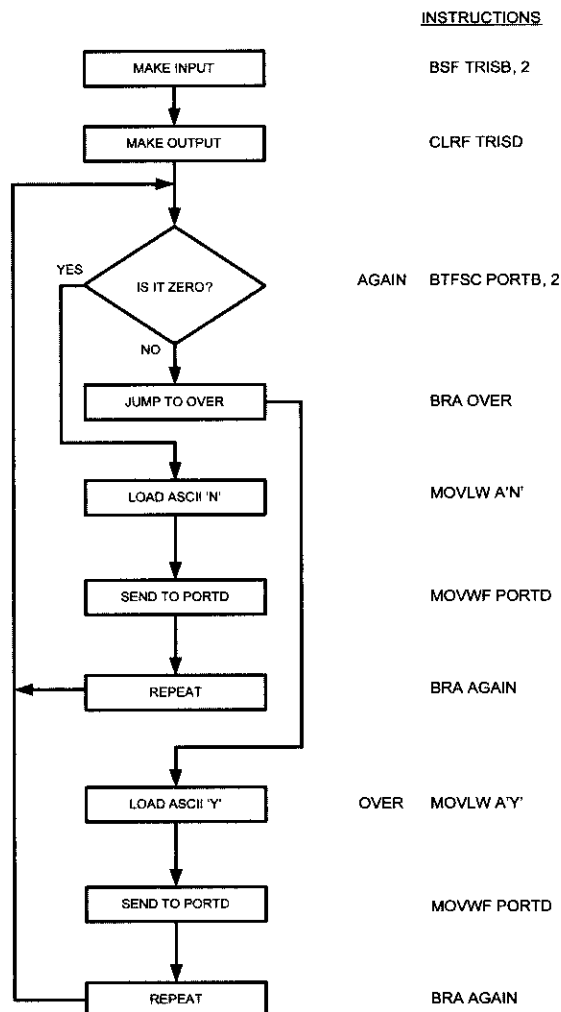 INSTRUCTIONS
MAKE INPUT BSF TRISB, 2
MAKE OUTPUT CLRF TRISD
YES
IS IT ZERO? AGAIN BTFSC PORTB, 2
NO
JUMP TO OVER BRA OVER
LOAD ASCII 'N' MOVLW A'N'
SEND TO PORTD MOVWF PORTD
REPEAT BRA AGAIN
LOAD ASCII 'Y' OVER MOVLW A'Y'
SEND TO PORTD MOVWF PORTD
REPEAT BRA AGAIN